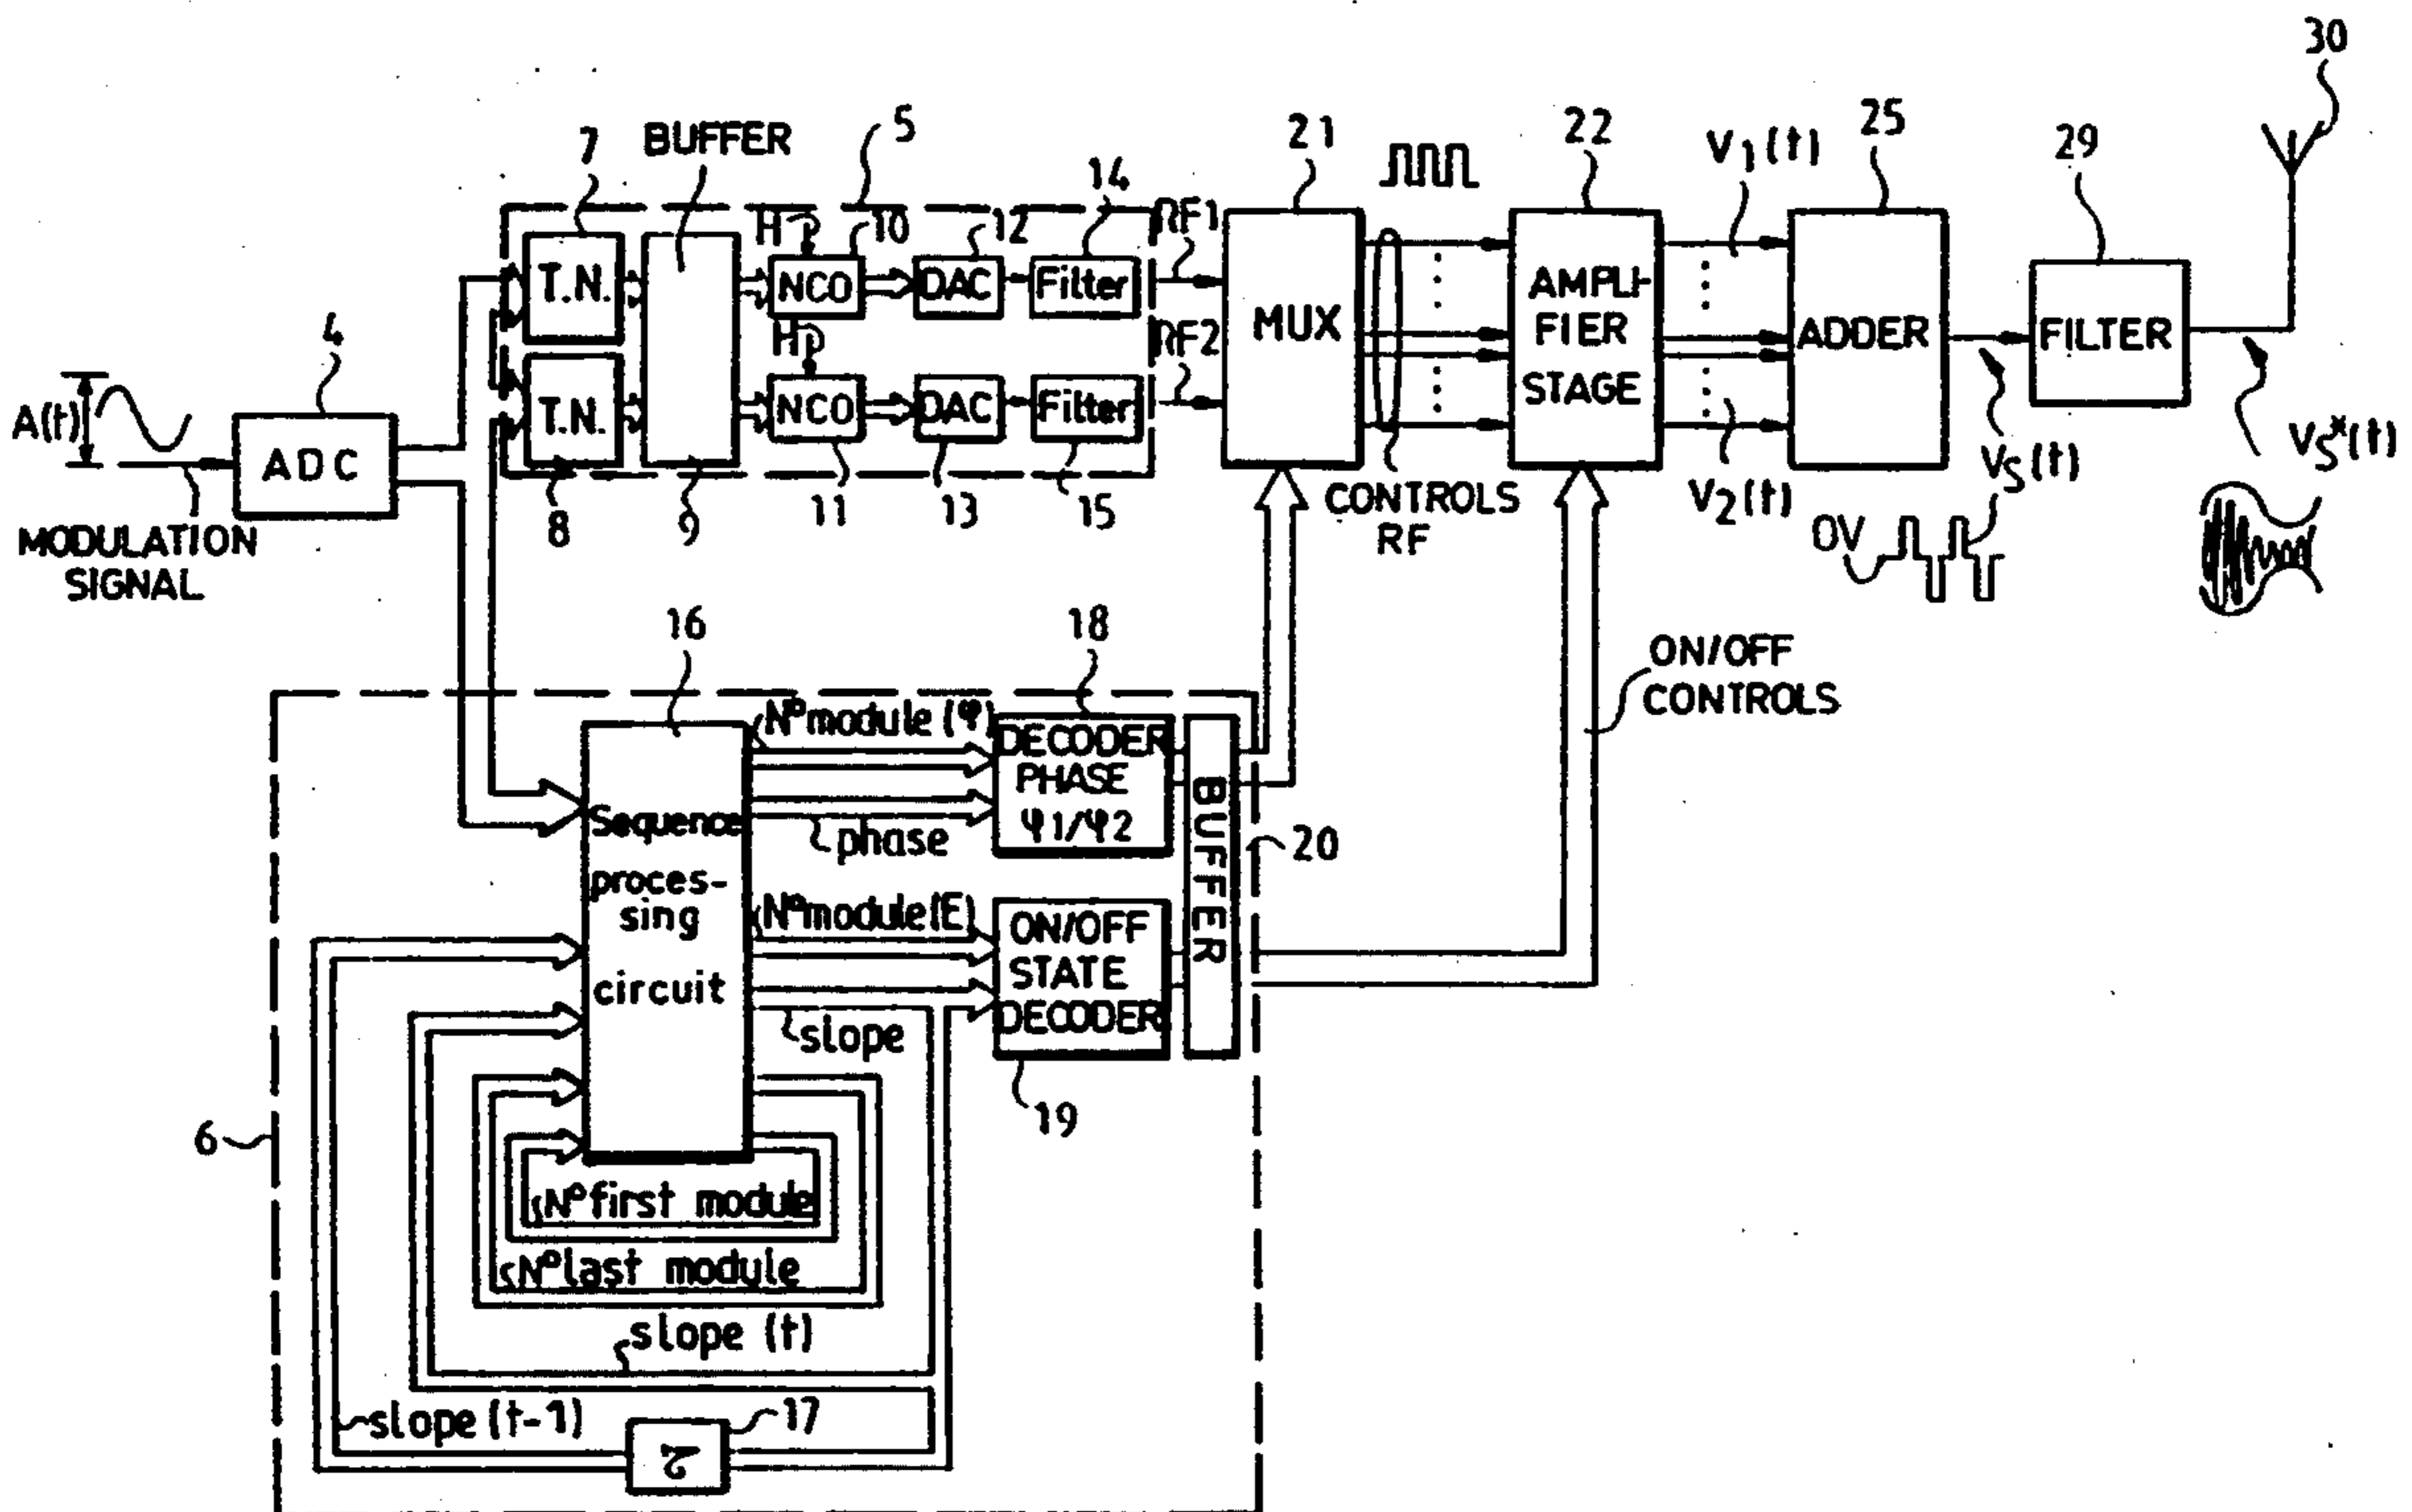 30
7
BUFFER
5
14
21
22
V1(t)
25
29
Hp
10
12
RF1
T.N.
NCO
DAC
Filter
MUX
AMPLI-
FIER
STAGE
ADDER
FILTER
4
Hp
RF2
A(t)
ADC
T.N.
NCO
DAC
Filter
MODULATION
SIGNAL
8
9
11
13
15
CONTROLS
RF
V2(t)
VS(t)
VS*(t)
0V
16
18
ON/OFF
CONTROLS
N° module (φ)
DECODER
PHASE
φ1/φ2
phase
BUFFER
20
Sequence
proces-
sing
circuit
N° module (E)
ON/OFF
STATE
DECODER
slope
19
6
N° first module
N° last module
slope (t)
slope (t-1)
17